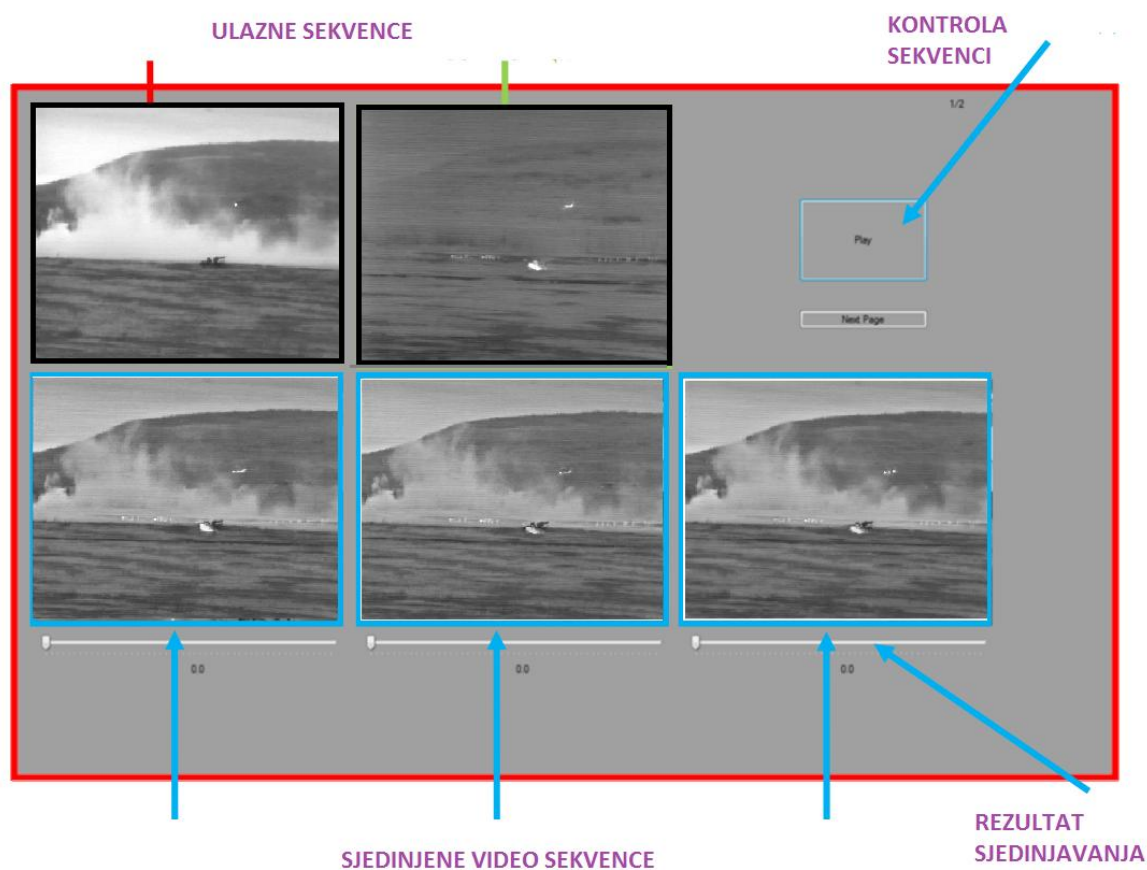 ULAZNE SEKVENCE
KONTROLA
SEKVENCI
1/2
Play
Next Page
0.0
0.0
0.0
SJEDINJENE VIDEO SEKVENCE
REZULTAT
SJEDINJAVANJA